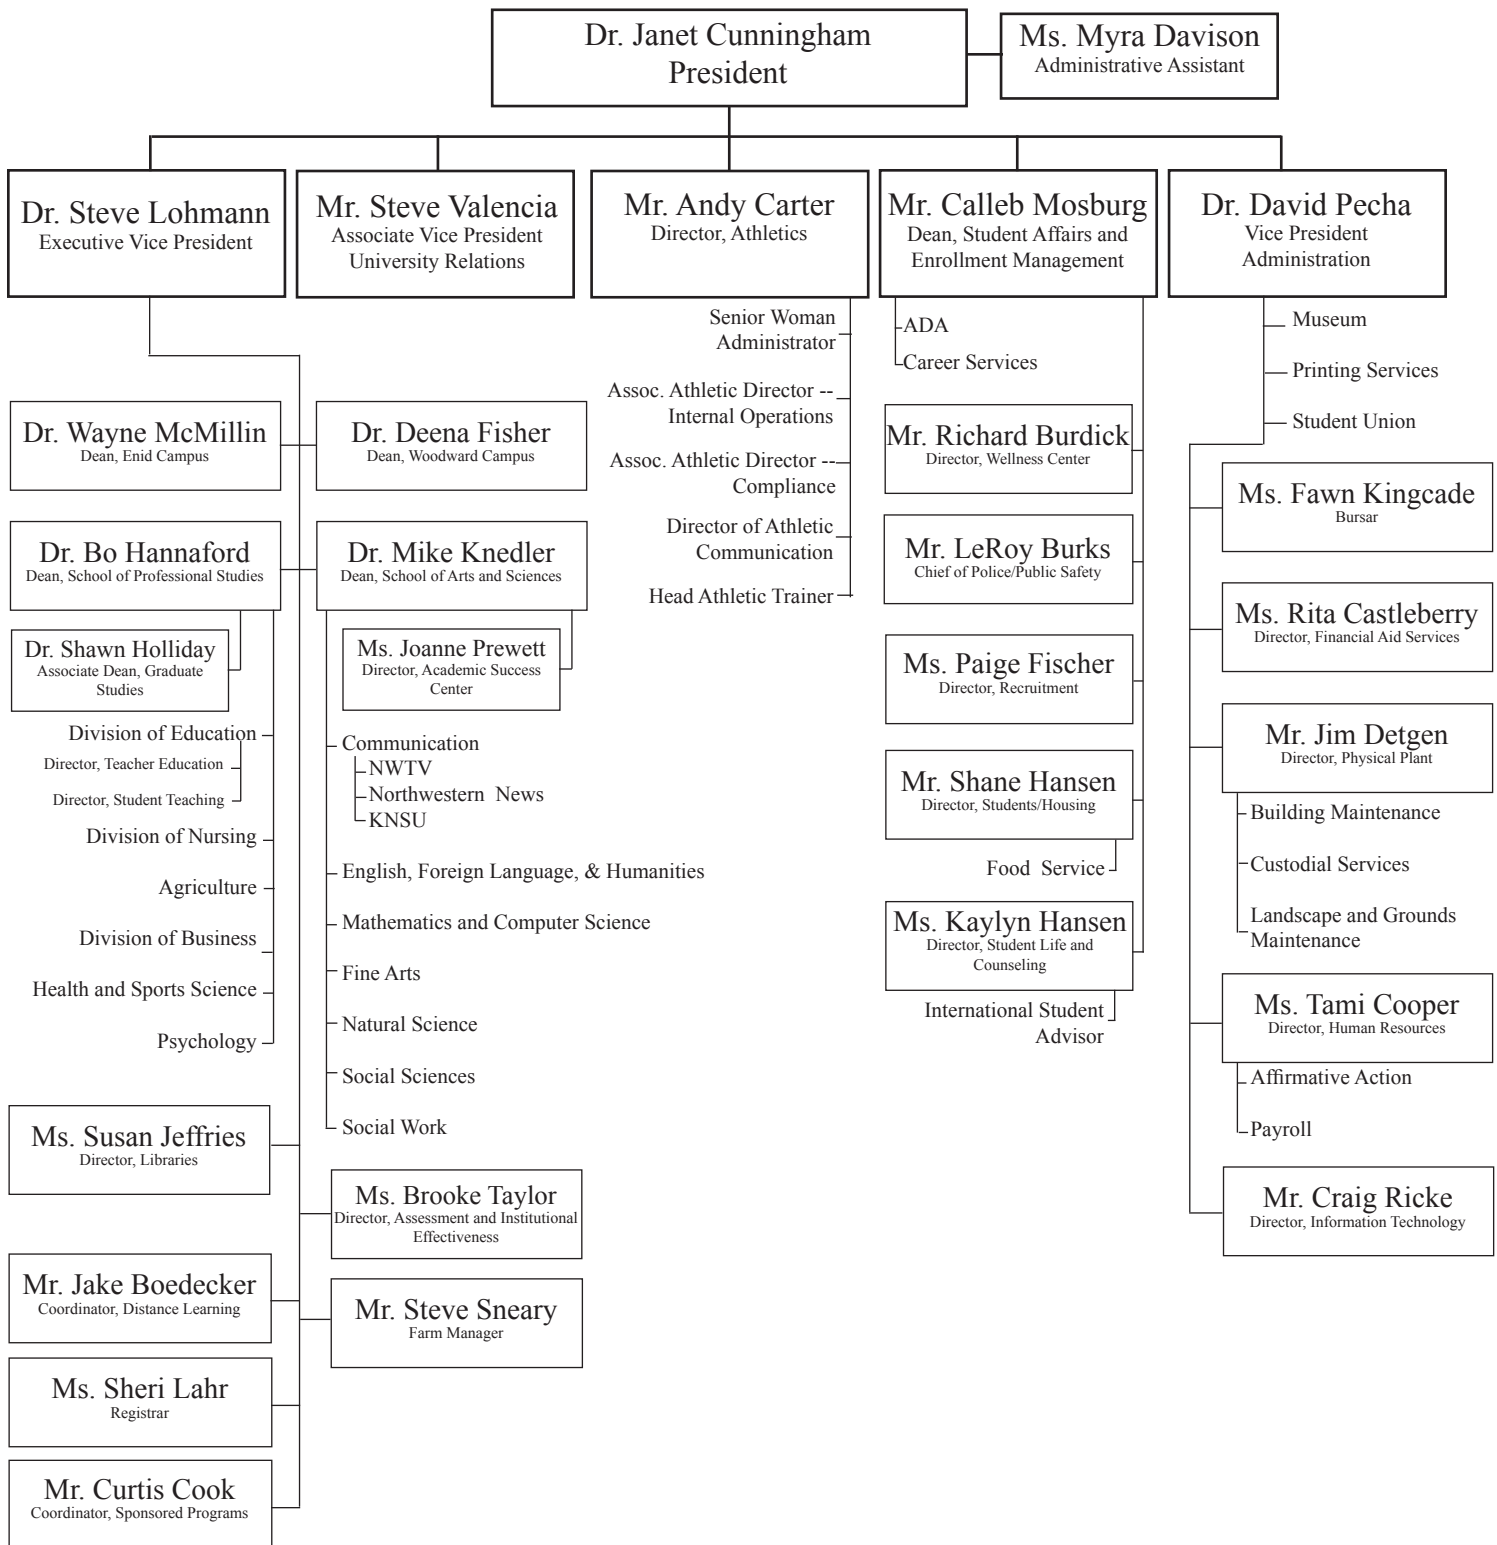 Dr. Janet Cunningham
President
Ms. Myra Davison
Administrative Assistant
Dr. Steve Lohmann
Executive Vice President
Mr. Steve Valencia
Associate Vice President
University Relations
Mr. Andy Carter
Director, Athletics
Mr. Calleb Mosburg
Dean, Student Affairs and
Enrollment Management
Dr. David Pecha
Vice President
Administration
Dr. Wayne McMillin
Dean, Enid Campus
Dr. Deena Fisher
Dean, Woodward Campus
Dr. Bo Hannaford
Dean, School of Professional Studies
Dr. Mike Knedler
Dean, School of Arts and Sciences
Dr. Shawn Holliday
Associate Dean, Graduate
Studies
Division of Education
Director, Teacher Education
Director, Student Teaching
Division of Nursing
Agriculture
Division of Business
Health and Sports Science
Psychology
Ms. Joanne Prewett
Director, Academic Success
Center
Communication
NWTV
Northwestern News
KNSU
English, Foreign Language, & Humanities
Mathematics and Computer Science
Fine Arts
Natural Science
Social Sciences
Social Work
Ms. Susan Jeffries
Director, Libraries
Ms. Brooke Taylor
Director, Assessment and Institutional
Effectiveness
Mr. Jake Boedecker
Coordinator, Distance Learning
Mr. Steve Sneary
Farm Manager
Ms. Sheri Lahr
Registrar
Mr. Curtis Cook
Coordinator, Sponsored Programs
Senior Woman
Administrator
Assoc. Athletic Director --
Internal Operations
Assoc. Athletic Director --
Compliance
Director of Athletic
Communication
Head Athletic Trainer
ADA
Career Services
Mr. Richard Burdick
Director, Wellness Center
Mr. LeRoy Burks
Chief of Police/Public Safety
Ms. Paige Fischer
Director, Recruitment
Mr. Shane Hansen
Director, Students/Housing
Food Service
Ms. Kaylyn Hansen
Director, Student Life and
Counseling
International Student
Advisor
Museum
Printing Services
Student Union
Ms. Fawn Kingcade
Bursar
Ms. Rita Castleberry
Director, Financial Aid Services
Mr. Jim Detgen
Director, Physical Plant
Building Maintenance
Custodial Services
Landscape and Grounds
Maintenance
Ms. Tami Cooper
Director, Human Resources
Affirmative Action
Payroll
Mr. Craig Ricke
Director, Information Technology